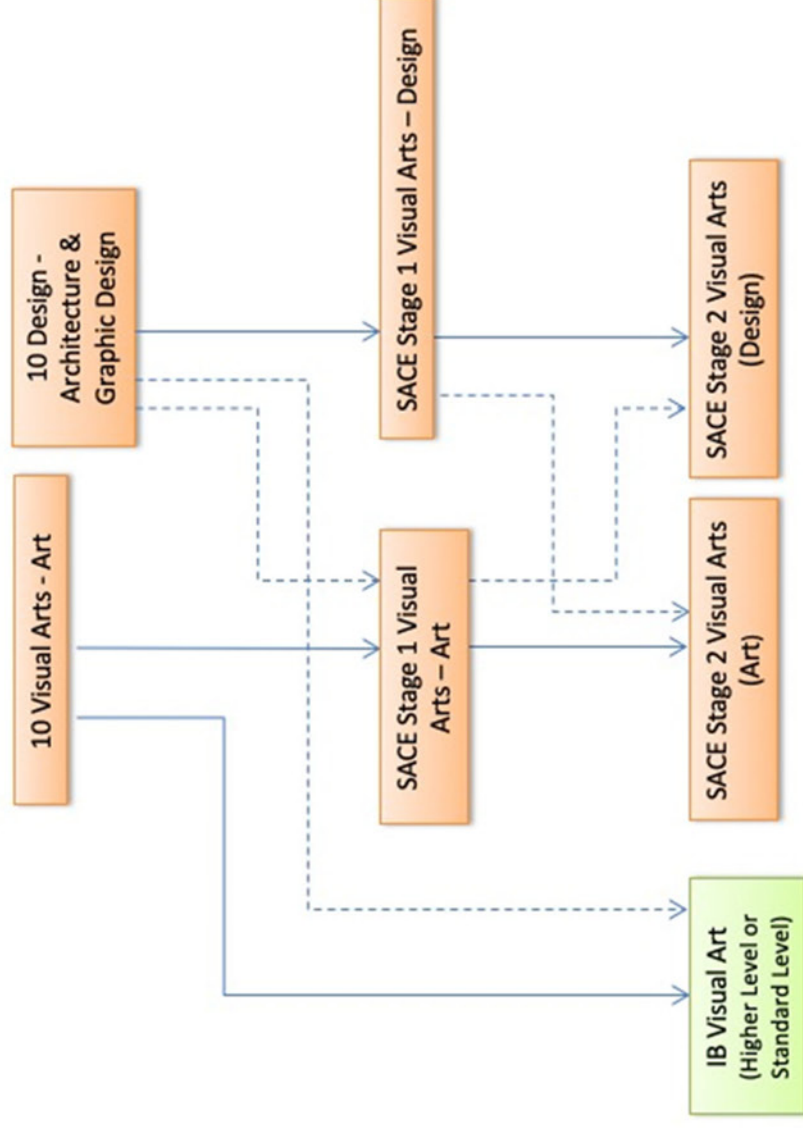 10 Design -
Architecture &
Graphic Design
10 Visual Arts - Art
SACE Stage 1 Visual Arts – Design
SACE Stage 1 Visual
Arts – Art
SACE Stage 2 Visual Arts
(Design)
SACE Stage 2 Visual Arts
(Art)
IB Visual Art
(Higher Level or
Standard Level)